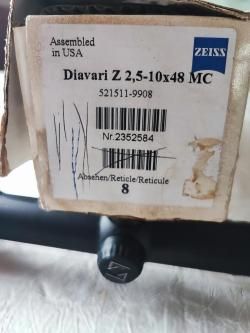 Assembled
in USA
ZEISS
Diavari Z 2,5-10x48 MC
521511-9908
Nr.2352584
Absehen/Reticle/Reticule
8